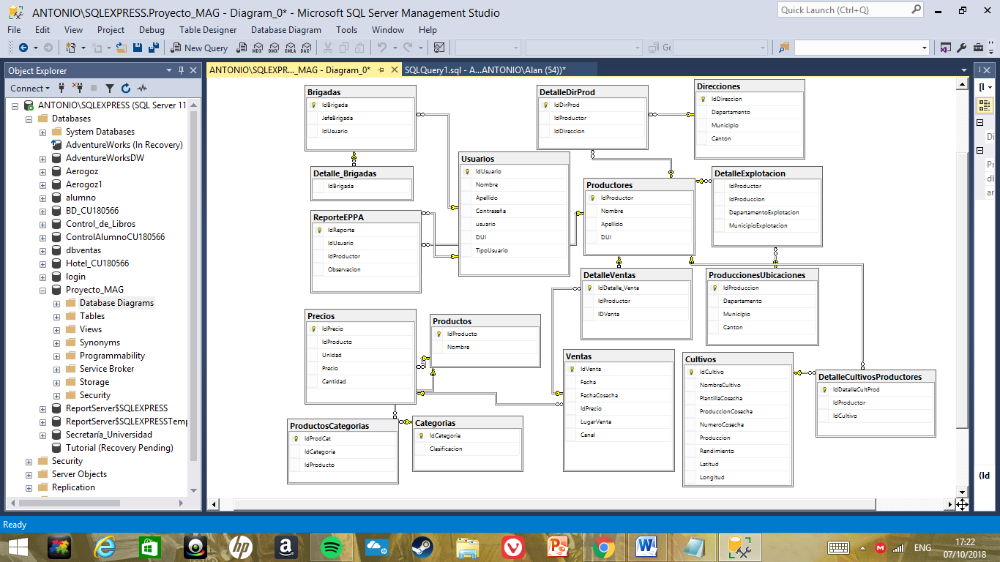 ANTONIO\SQLEXPRESS.Proyecto_MAG - Diagram_0* - Microsoft SQL Server Management Studio
Quick Launch (Ctrl+Q)
File Edit View Project Debug Table Designer Database Diagram Tools Window Help
New Query
MDX DMX XMLA DAX
Ge
Object Explorer
Connect
ANTONIO\SQLEXPRESS (SQL Server 11
Databases
System Databases
AdventureWorks (In Recovery)
AdventureWorksDW
Aerogoz
Aerogoz1
alumno
BD_CU180566
Control_de_Libros
ControlAlumnoCU180566
dbventas
Hotel_CU180566
login
Proyecto_MAG
Database Diagrams
Tables
Views
Synonyms
Programmability
Service Broker
Storage
Security
ReportServer$SQLEXPRESS
ReportServer$SQLEXPRESSTemp
Secretaría_Universidad
Tutorial (Recovery Pending)
Security
Server Objects
Replication
ANTONIO\SQLEXPR..._MAG - Diagram_0*
SQLQuery1.sql - A...ANTONIO\Alan (54))*
Brigadas
IdBrigada
JefeBrigada
IdUsuario
DetalleDirProd
IdDirProd
IdProductor
IdDireccion
Direcciones
IdDireccion
Departamento
Municipio
Canton
Detalle_Brigadas
IdBrigada
Usuarios
IdUsuario
Nombre
Apellido
Contraseña
usuario
DUI
TipoUsuario
Productores
IdProductor
Nombre
Apellido
DUI
DetalleExplotacion
IdProductor
IdProduccion
DepartamentoExplotacion
MunicipioExplotacion
ReporteEPPA
IdReporte
IdUsuario
IdProductor
Observacion
DetalleVentas
IdDetalle_Venta
IdProductor
IDVenta
ProduccionesUbicaciones
IdProduccion
Departamento
Municipio
Canton
Precios
IdPrecio
IdProducto
Unidad
Precio
Cantidad
Productos
IdProducto
Nombre
Ventas
IdVenta
Fecha
FechaCosecha
IdPrecio
LugarVenta
Canal
Cultivos
IdCultivo
NombreCultivo
PlantillaCosecha
ProduccionCosecha
NumeroCosecha
Produccion
Rendimiento
Latitud
Longitud
DetalleCultivosProductores
IdDetalleCultProd
IdProductor
IdCultivo
ProductosCategorias
IdProdCat
IdCategoria
IdProducto
Categorias
IdCategoria
Clasificacion
[I
Di
Pr
db
ar
(Id
Ready
hp
a
ENG
17:22
07/10/2018